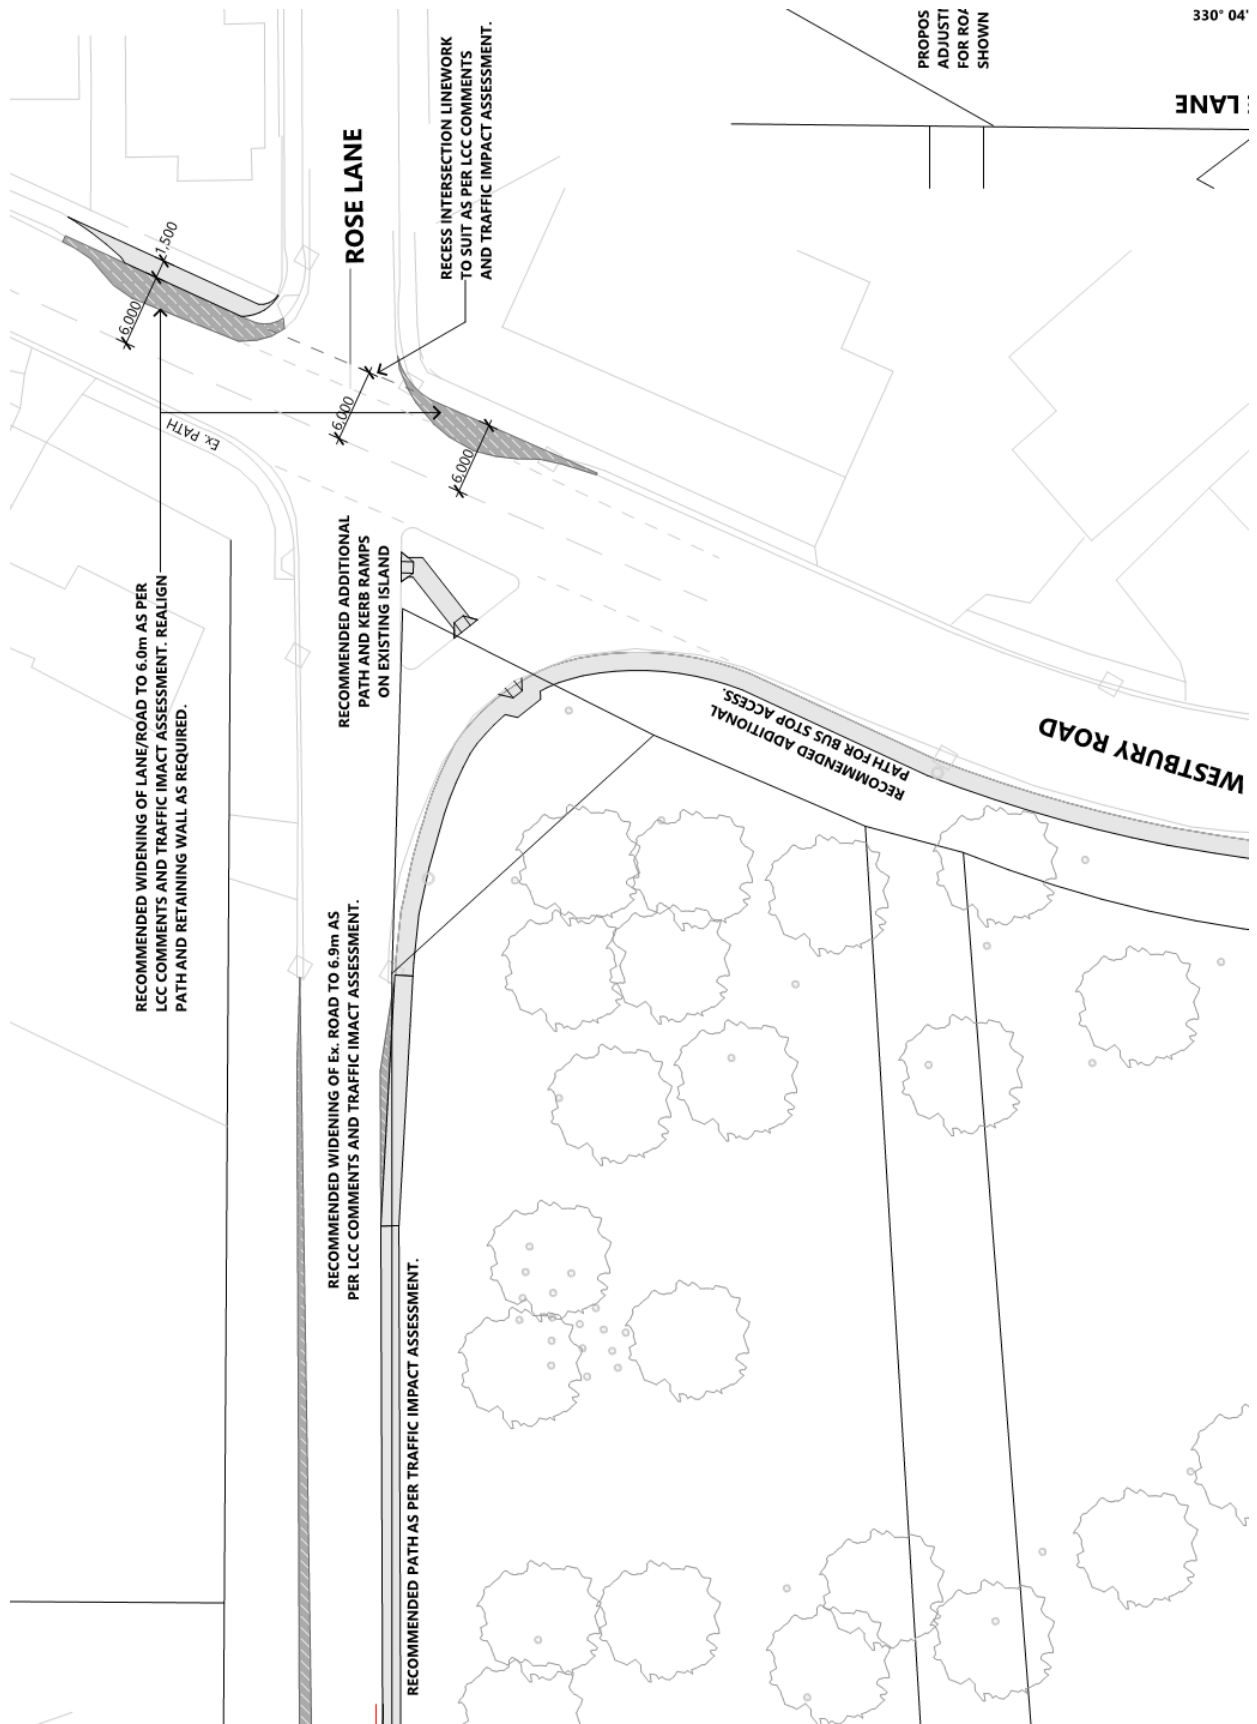 330° 04'
PROPOS
ADJUSTI
FOR ROA
SHOWN
E LANE
RECESS INTERSECTION LINEWORK
TO SUIT AS PER LCC COMMENTS
AND TRAFFIC IMPACT ASSESSMENT.
ROSE LANE
1,500
6,000
6,000
6,000
Ex. PATH
RECOMMENDED WIDENING OF LANE/ROAD TO 6.0m AS PER
LCC COMMENTS AND TRAFFIC IMACT ASSESSMENT. REALIGN
PATH AND RETAINING WALL AS REQUIRED.
RECOMMENDED ADDITIONAL
PATH AND KERB RAMPS
ON EXISTING ISLAND
RECOMMENDED ADDITIONAL
PATH FOR BUS STOP ACCESS.
WESTBURY ROAD
RECOMMENDED WIDENING OF Ex. ROAD TO 6.9m AS
PER LCC COMMENTS AND TRAFFIC IMACT ASSESSMENT.
RECOMMENDED PATH AS PER TRAFFIC IMPACT ASSESSMENT.